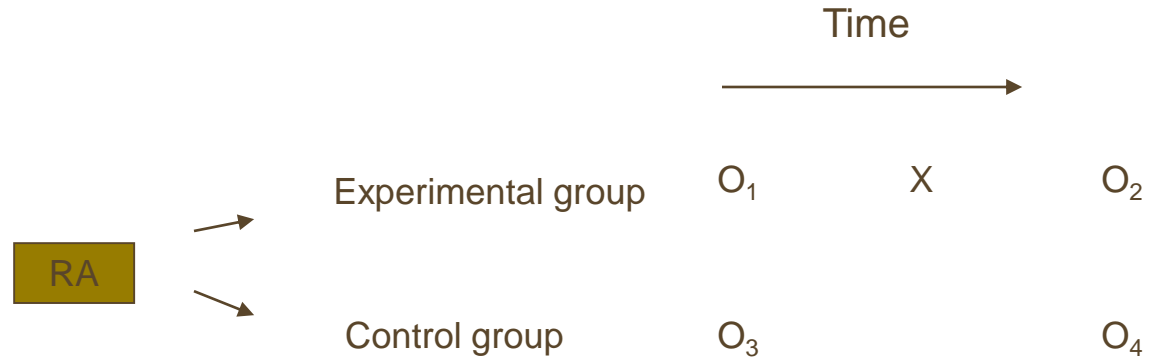 Time
Experimental group O₁ X O₂
RA
Control group O₃ O₄